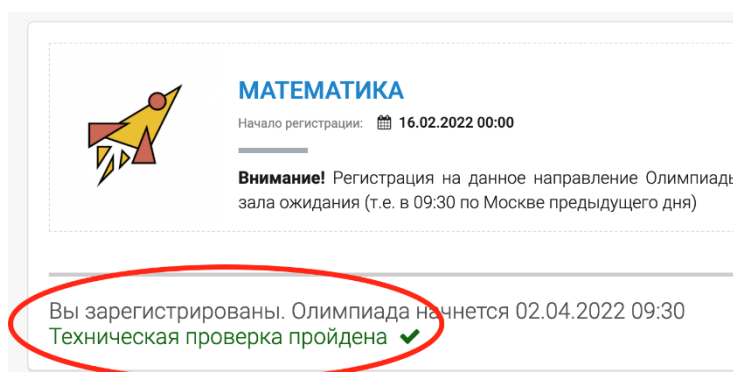 МАТЕМАТИКА
Начало регистрации: 16.02.2022 00:00
Внимание! Регистрация на данное направление Олимпиады
зала ожидания (т.е. в 09:30 по Москве предыдущего дня)
Вы зарегистрированы. Олимпиада начнется 02.04.2022 09:30
Техническая проверка пройдена ✔